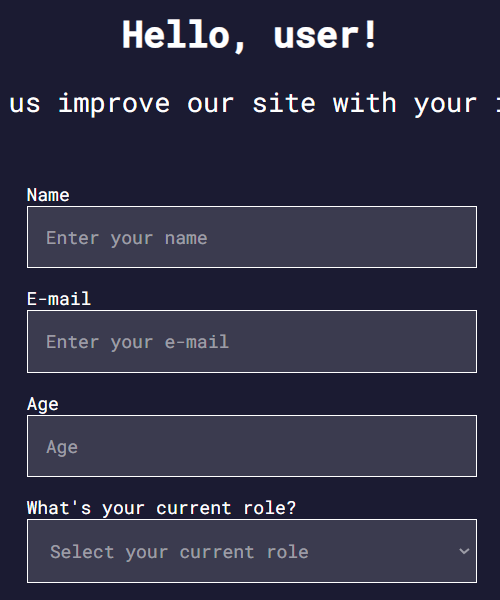 Hello, user!
us improve our site with your
Name
Enter your name
E-mail
Enter your e-mail
Age
Age
What's your current role?
Select your current role